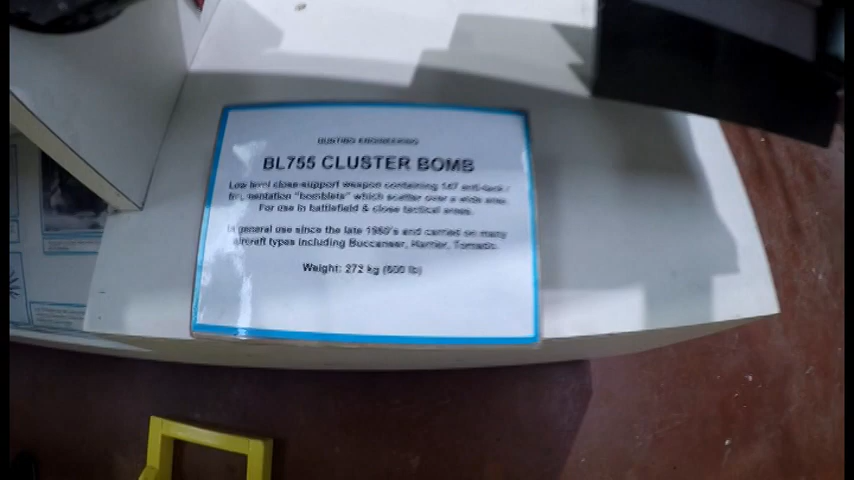 HUNTING ENGINEERING
BL755 CLUSTER BOMB
Low level close-support weapon containing 147 anti-tank /
fragmentation "bomblets" which scatter over a wide area.
For use in battlefield & close tactical areas.
In general use since the late 1960's and carried on many
aircraft types including Buccaneer, Harrier, Tornado.
Weight: 272 kg (600 lb)